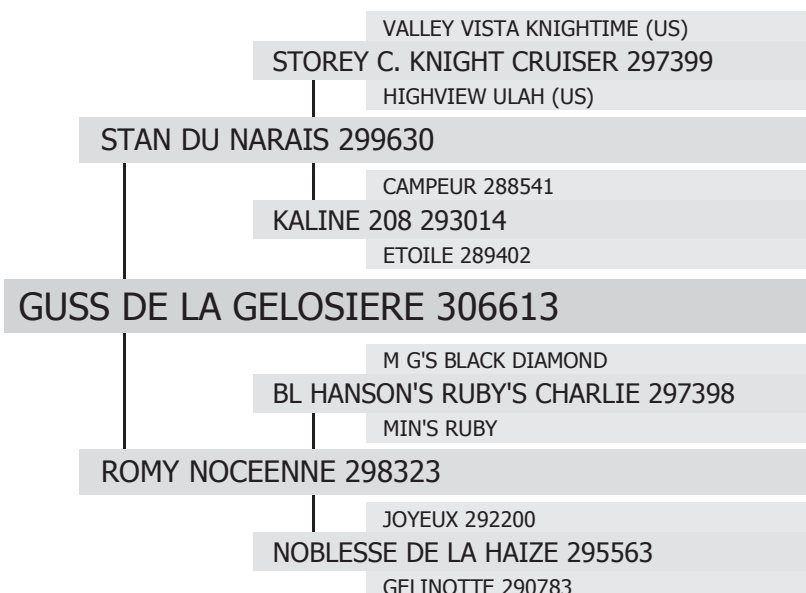 VALLEY VISTA KNIGHTIME (US)
STOREY C. KNIGHT CRUISER 297399
HIGHVIEW ULAH (US)
STAN DU NARAIS 299630
CAMPEUR 288541
KALINE 208 293014
ETOILE 289402
GUSS DE LA GELOSIERE 306613
M G'S BLACK DIAMOND
BL HANSON'S RUBY'S CHARLIE 297398
MIN'S RUBY
ROMY NOCEENNE 298323
JOYEUX 292200
NOBLESSE DE LA HAIZE 295563
GELINOTTE 290783